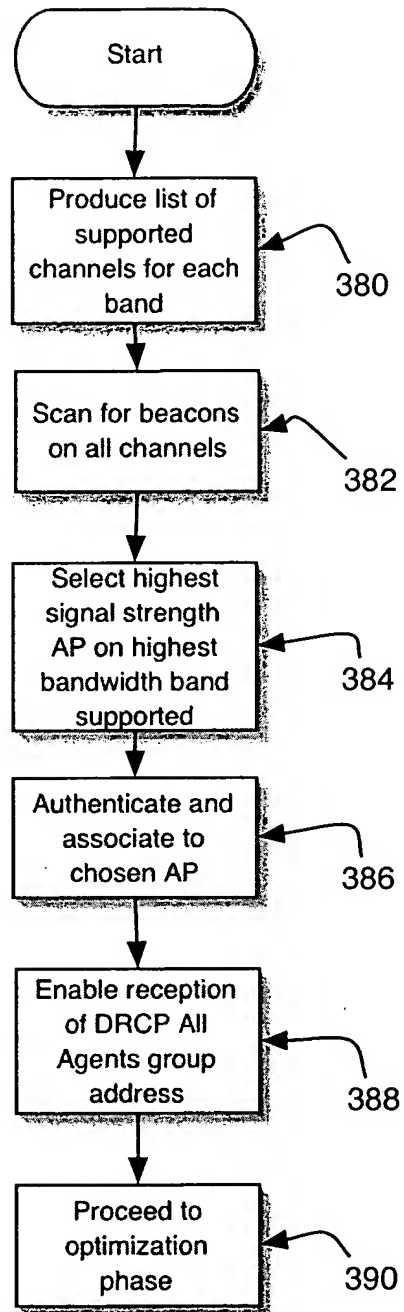 Start
Produce list of
supported
channels for each
band
380
Scan for beacons
on all channels
382
Select highest
signal strength
AP on highest
bandwidth band
supported
384
Authenticate and
associate to
chosen AP
386
Enable reception
of DRCP All
Agents group
address
388
Proceed to
optimization
phase
390